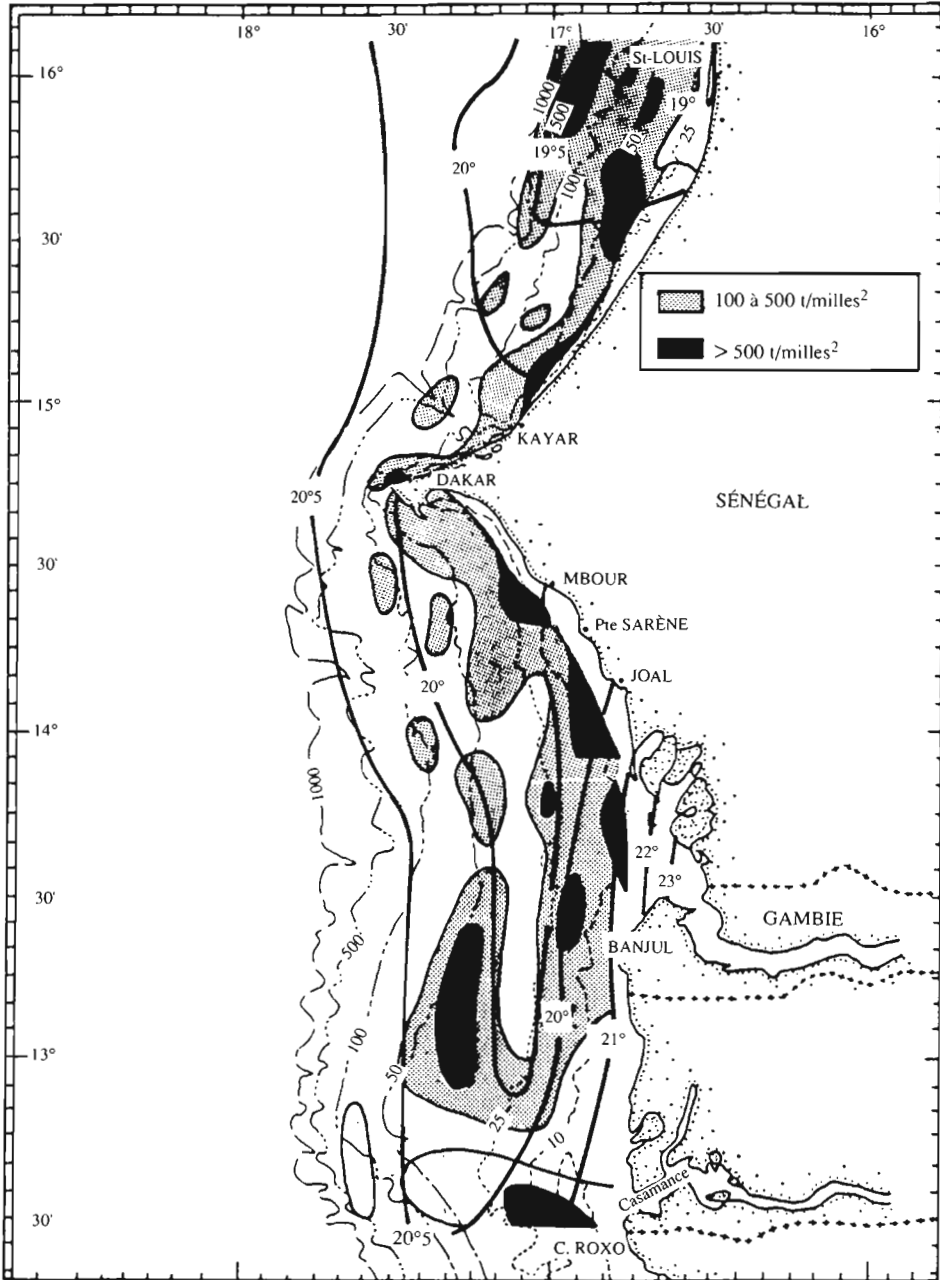 18° 30' 17° 30' 16°
16°
St-LOUIS
1000
500
19°
50
25
19°5
20°
100
30'
100 à 500 t/milles²
> 500 t/milles²
15°
KAYAR
DAKAR
20°5
SÉNÉGAL
30'
MBOUR
Pte SARÈNE
JOAL
20°
14°
1000
22°
23°
30'
GAMBIE
BANJUL
500
20°
21°
100
13°
50
25
10
Casamance
30'
20°5
C. ROXO